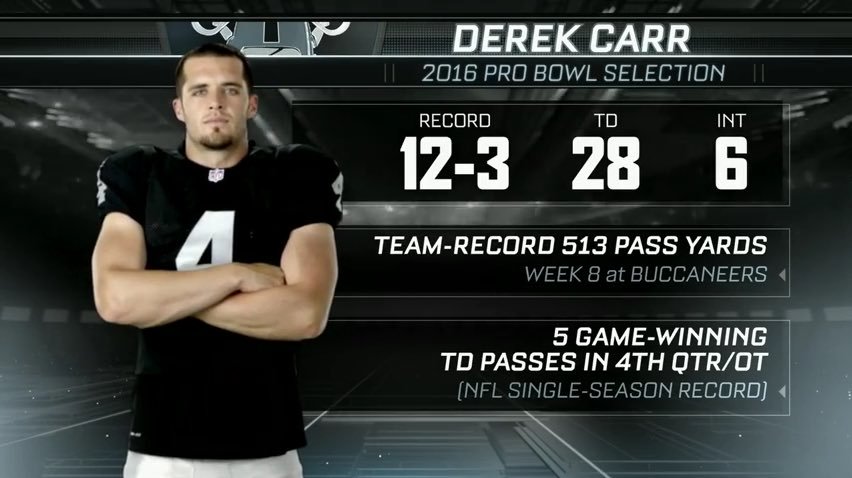 DEREK CARR
2016 PRO BOWL SELECTION
RECORD TD INT
12-3 28 6
TEAM-RECORD 513 PASS YARDS
WEEK 8 at BUCCANEERS
5 GAME-WINNING
TD PASSES IN 4TH QTR/OT
(NFL SINGLE-SEASON RECORD)
NFL
4